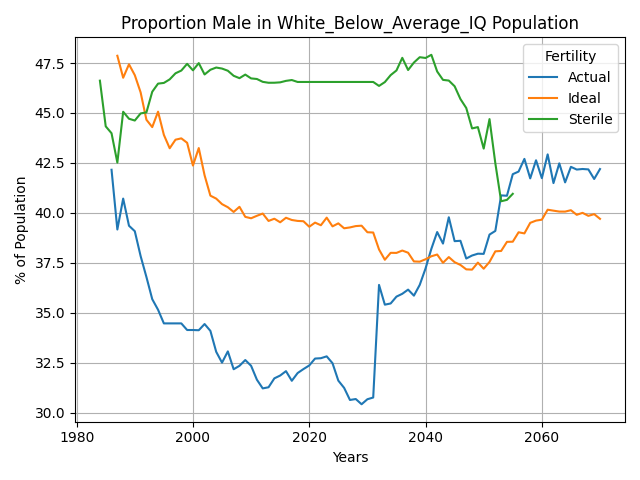 Proportion Male in White_Below_Average_IQ Population
% of Population
47.5
45.0
42.5
40.0
37.5
35.0
32.5
30.0
Fertility
Actual
Ideal
Sterile
1980
2000
2020
2040
2060
Years